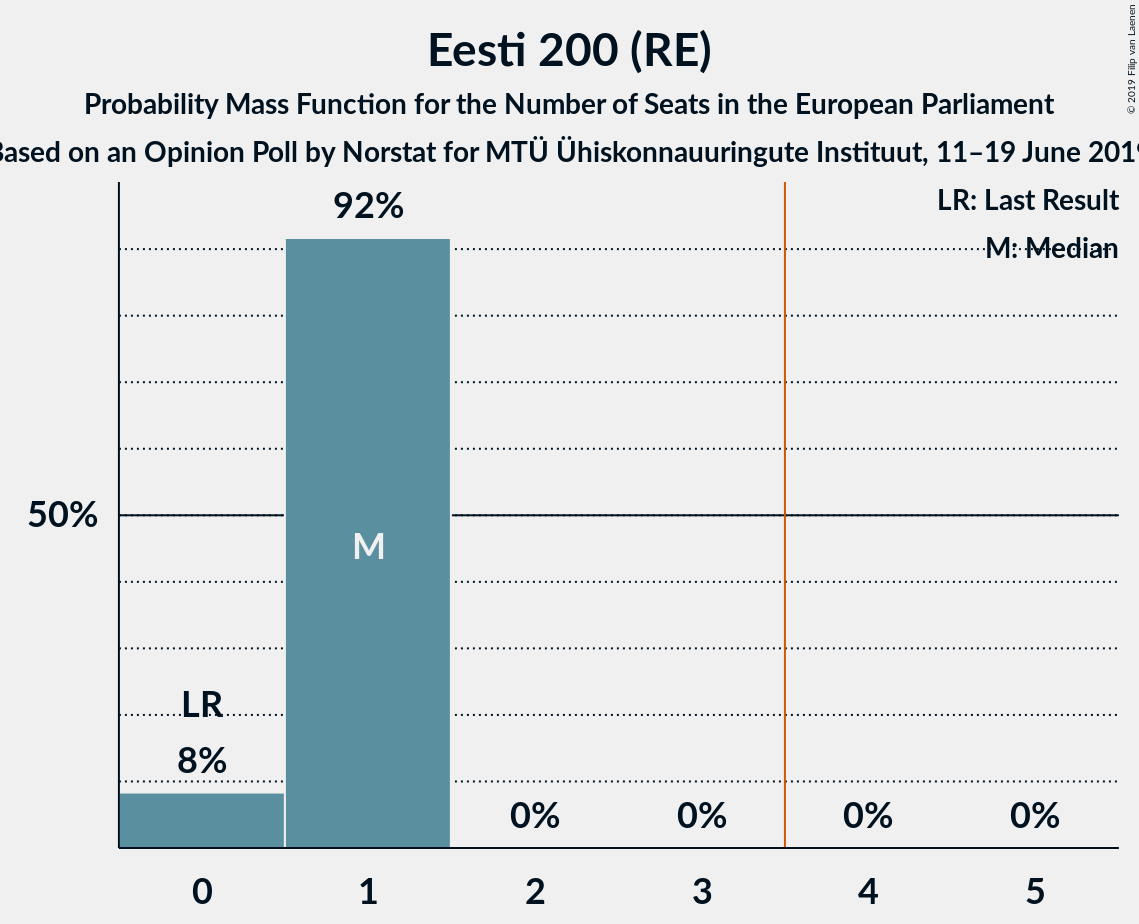 Eesti 200 (RE)
Probability Mass Function for the Number of Seats in the European Parliament
Based on an Opinion Poll by Norstat for MTÜ Ühiskonnauuringute Instituut, 11–19 June 2019
© 2019 Filip van Laenen
LR: Last Result
M: Median
92%
50%
M
LR
8%
0%
0%
0%
0%
0
1
2
3
4
5